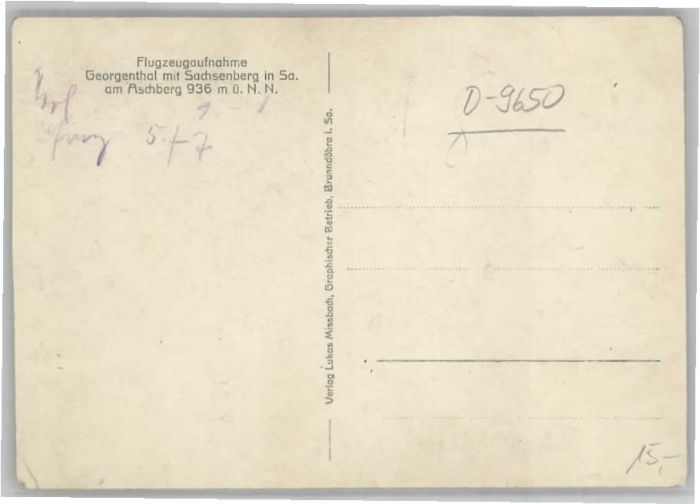 Flugzeugaufnahme
Georgenthal mit Sachsenberg in Sa.
am Aschberg 936 m ü. N. N.
Verlag Lukas Missbach, Graphischer Betrieb, Brunndöbra i. Sa.
D-9650
15,-